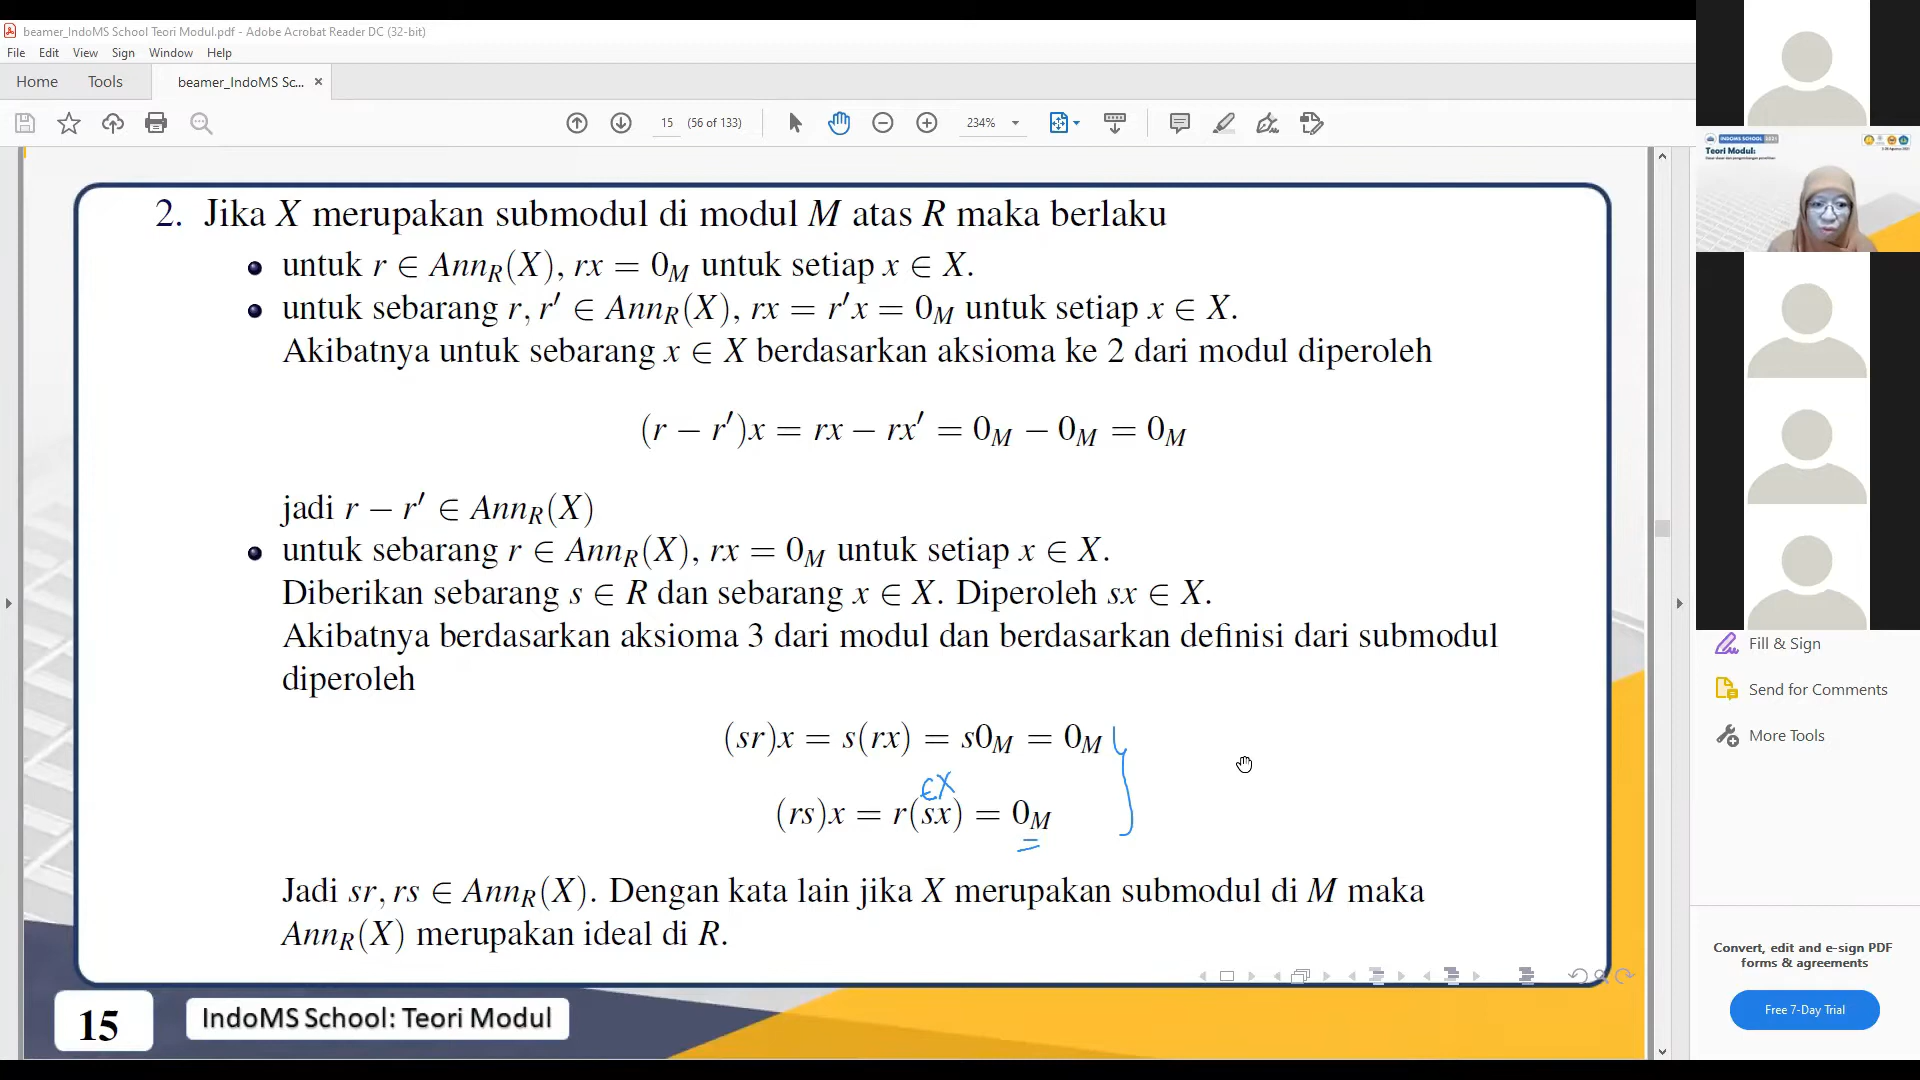 beamer_IndoMS School Teori Modul.pdf - Adobe Acrobat Reader DC (32-bit)
File Edit View Sign Window Help
Home Tools beamer_IndoMS Sc... ×
15 (56 of 133) 234%
2. Jika X merupakan submodul di modul M atas R maka berlaku
• untuk r ∈ Ann_R(X), rx = 0_M untuk setiap x ∈ X.
• untuk sebarang r, r′ ∈ Ann_R(X), rx = r′x = 0_M untuk setiap x ∈ X.
Akibatnya untuk sebarang x ∈ X berdasarkan aksioma ke 2 dari modul diperoleh
(r − r′)x = rx − rx′ = 0_M − 0_M = 0_M
jadi r − r′ ∈ Ann_R(X)
• untuk sebarang r ∈ Ann_R(X), rx = 0_M untuk setiap x ∈ X.
Diberikan sebarang s ∈ R dan sebarang x ∈ X. Diperoleh sx ∈ X.
Akibatnya berdasarkan aksioma 3 dari modul dan berdasarkan definisi dari submodul
diperoleh
(sr)x = s(rx) = s0_M = 0_M
∈X
(rs)x = r(sx) = 0_M
Jadi sr, rs ∈ Ann_R(X). Dengan kata lain jika X merupakan submodul di M maka
Ann_R(X) merupakan ideal di R.
15 IndoMS School: Teori Modul
INDOMS SCHOOL
Teori Modul:
Fill & Sign
Send for Comments
More Tools
Convert, edit and e-sign PDF
forms & agreements
Free 7-Day Trial